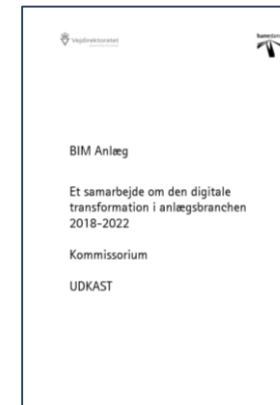 Vejdirektoratet
BIM Anlæg
Et samarbejde om den digitale
transformation i anlægsbranchen
2018-2022
Kommissorium
UDKAST